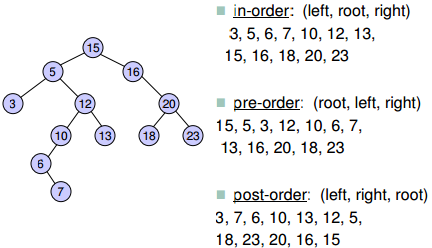 15
5
16
3
12
20
10
13
18
23
6
7
in-order: (left, root, right)
3, 5, 6, 7, 10, 12, 13,
15, 16, 18, 20, 23
pre-order: (root, left, right)
15, 5, 3, 12, 10, 6, 7,
13, 16, 20, 18, 23
post-order: (left, right, root)
3, 7, 6, 10, 13, 12, 5,
18, 23, 20, 16, 15